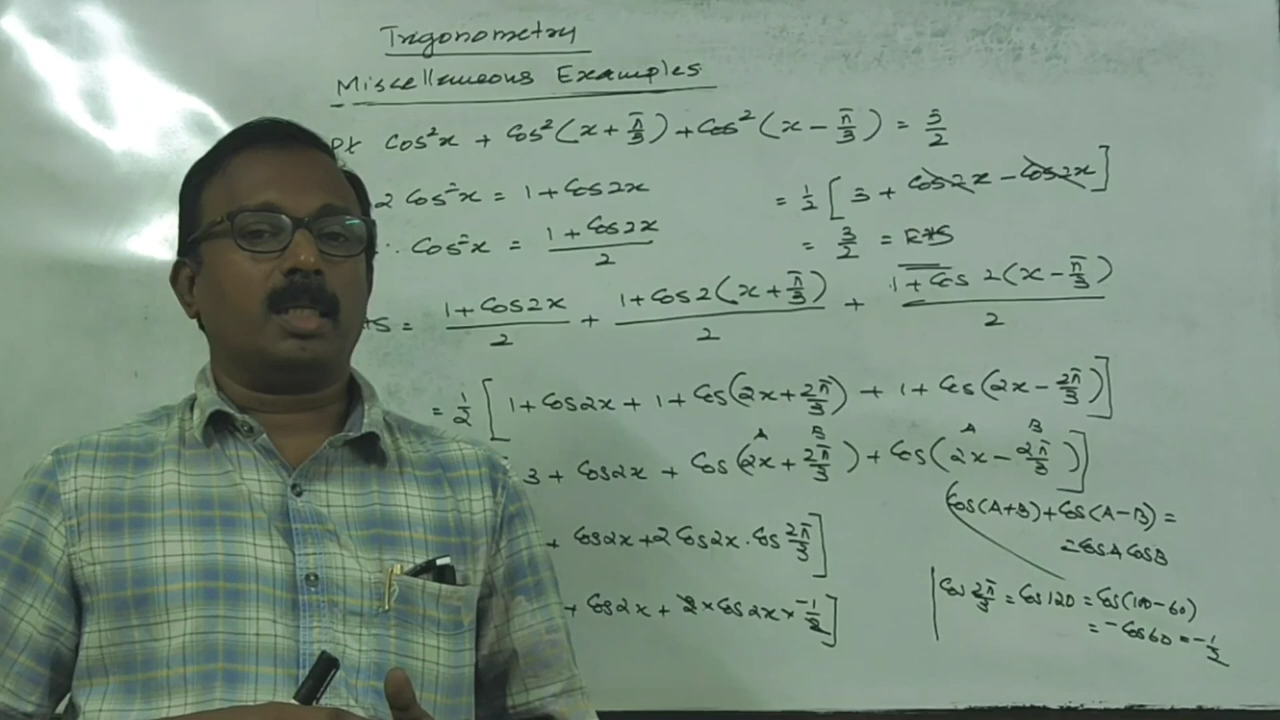 Trigonometry
Miscellaneous Examples
Pt cos²x + cos²(x + π/3) + cos²(x − π/3) = 3/2
2 cos²x = 1 + cos2x
∴ cos²x = (1 + cos2x)/2
HS = (1 + cos2x)/2 + (1 + cos2(x + π/3))/2 + (1 + cos 2(x − π/3))/2
= 1/2 [1 + cos2x + 1 + cos(2x + 2π/3) + 1 + cos(2x − 2π/3)]
A B A B
3 + cos2x + cos(2x + 2π/3) + cos(2x − 2π/3)]
+ cos2x + 2 cos2x · cos 2π/3]
+ cos2x + 2 × cos2x × −1/2]
= 1/2 [3 + cos2x − cos2x]
= 3/2 = RHS
cos(A+B) + cos(A−B) =
2cosA cosB
cos 2π/3 = cos120 = cos(180−60)
= −cos60 = −1/2